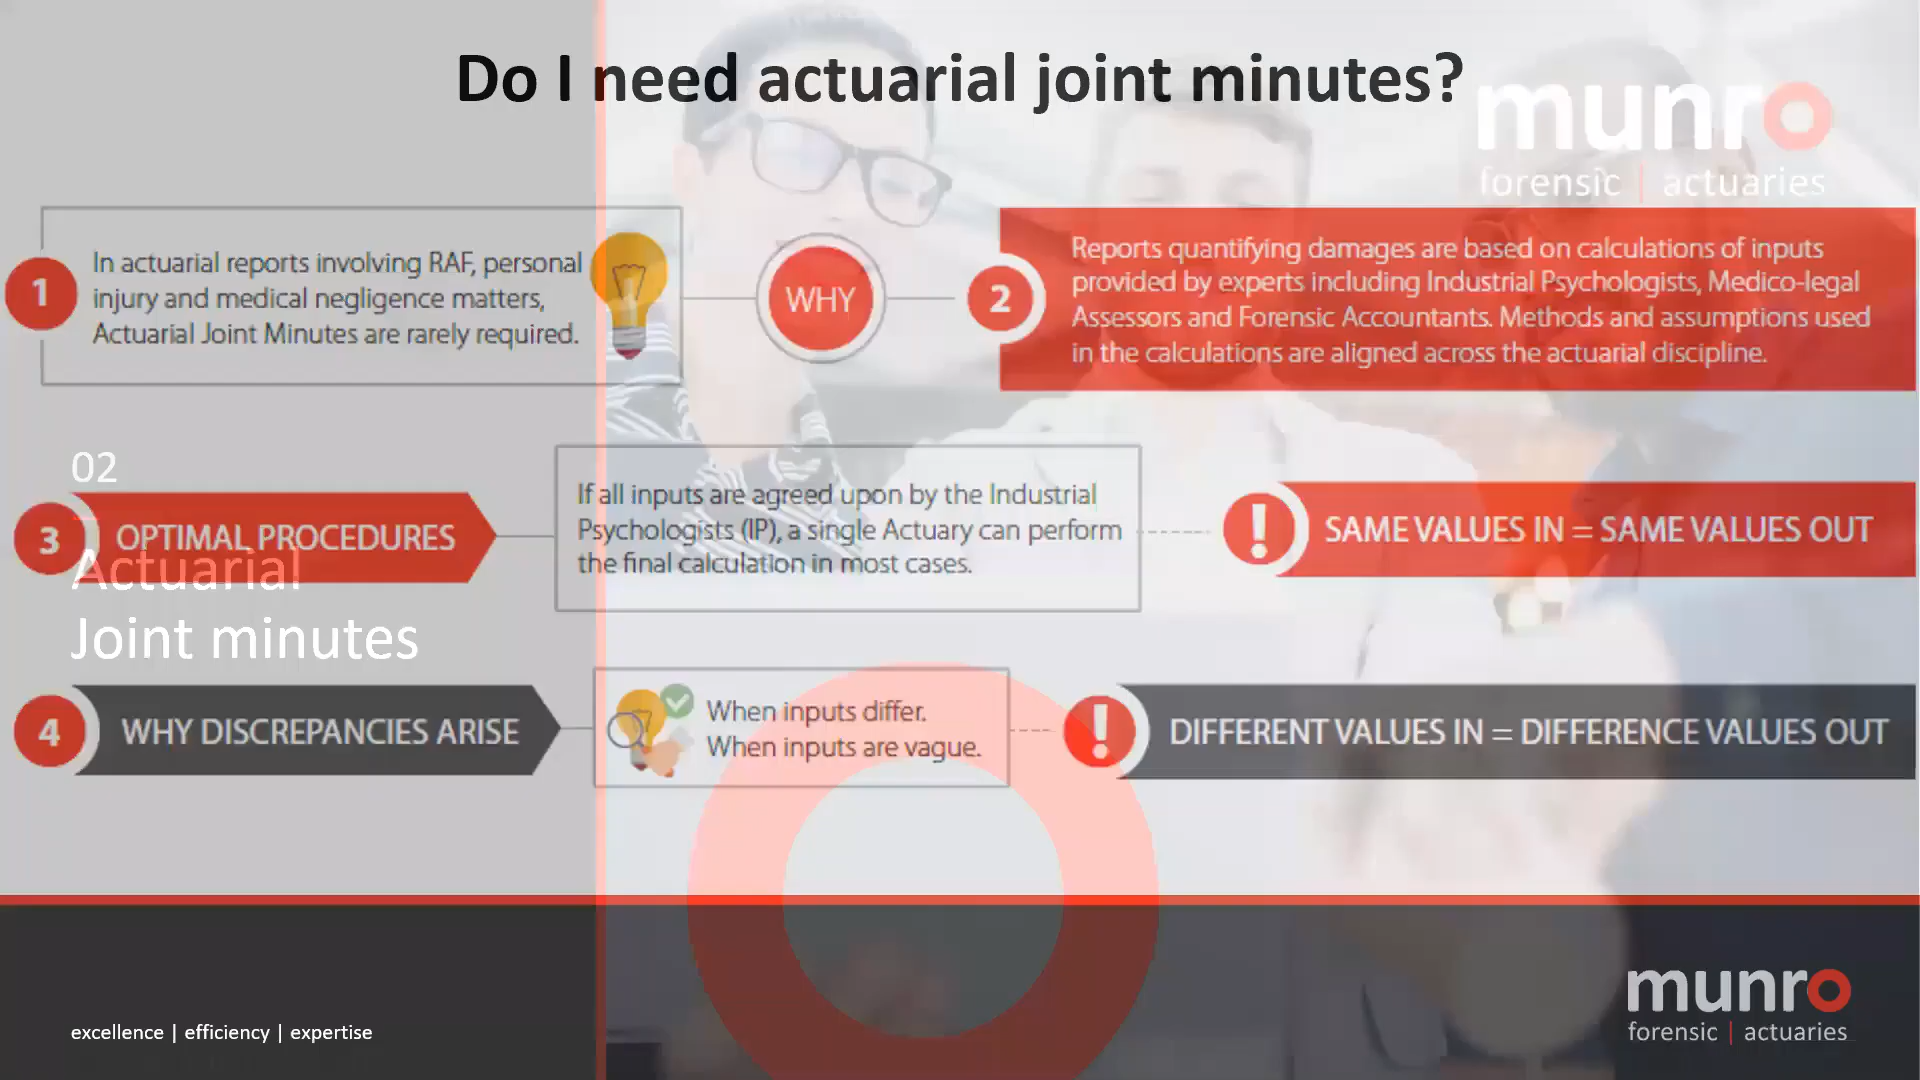 Do I need actuarial joint minutes?
munro
forensic | actuaries
1
In actuarial reports involving RAF, personal
injury and medical negligence matters,
Actuarial Joint Minutes are rarely required.
WHY
2
Reports quantifying damages are based on calculations of inputs
provided by experts including Industrial Psychologists, Medico-legal
Assessors and Forensic Accountants. Methods and assumptions used
in the calculations are aligned across the actuarial discipline.
02
Actuarial
Joint minutes
3
OPTIMAL PROCEDURES
If all inputs are agreed upon by the Industrial
Psychologists (IP), a single Actuary can perform
the final calculation in most cases.
!
SAME VALUES IN = SAME VALUES OUT
4
WHY DISCREPANCIES ARISE
When inputs differ.
When inputs are vague.
!
DIFFERENT VALUES IN = DIFFERENCE VALUES OUT
excellence | efficiency | expertise
munro
forensic | actuaries